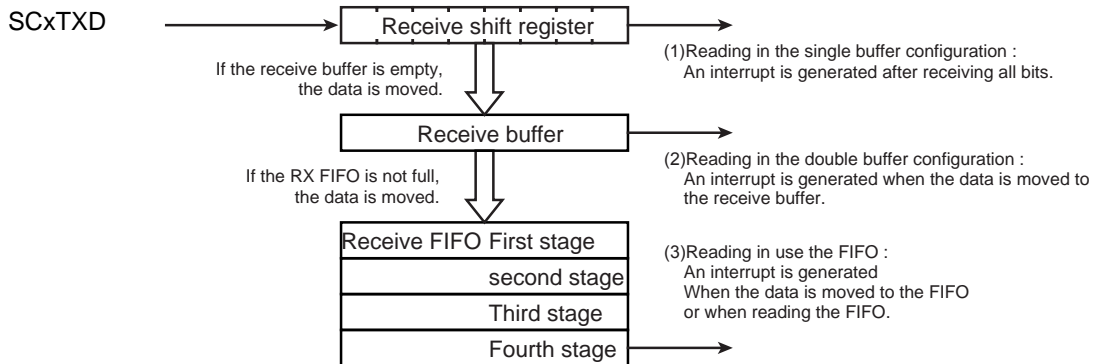 SCxTXD
Receive shift register
(1)Reading in the single buffer configuration :
An interrupt is generated after receiving all bits.
If the receive buffer is empty,
the data is moved.
Receive buffer
(2)Reading in the double buffer configuration :
An interrupt is generated when the data is moved to
the receive buffer.
If the RX FIFO is not full,
the data is moved.
Receive FIFO First stage
second stage
Third stage
Fourth stage
(3)Reading in use the FIFO :
An interrupt is generated
When the data is moved to the FIFO
or when reading the FIFO.